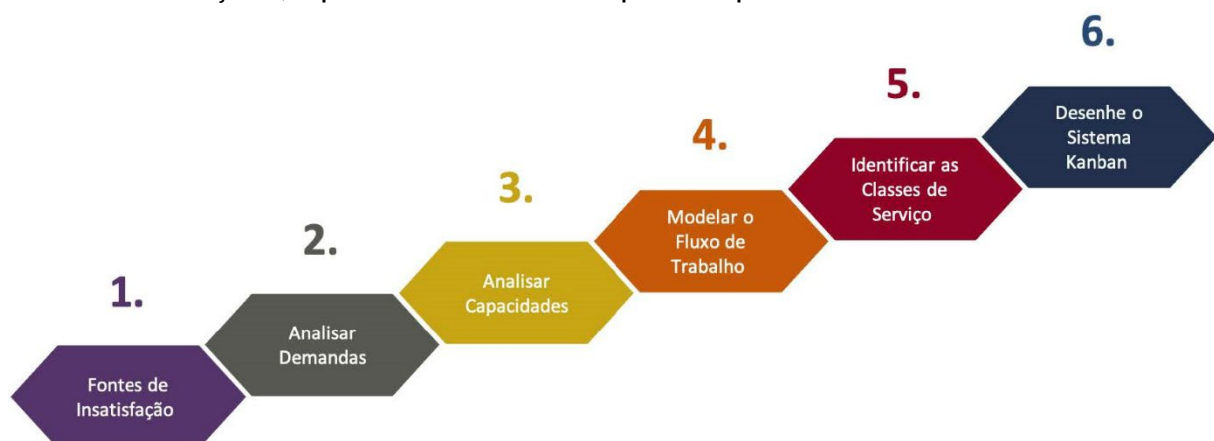 1.
Fontes de
Insatisfação
2.
Analisar
Demandas
3.
Analisar
Capacidades
4.
Modelar o
Fluxo de
Trabalho
5.
Identificar as
Classes de
Serviço
6.
Desenhe o
Sistema
Kanban